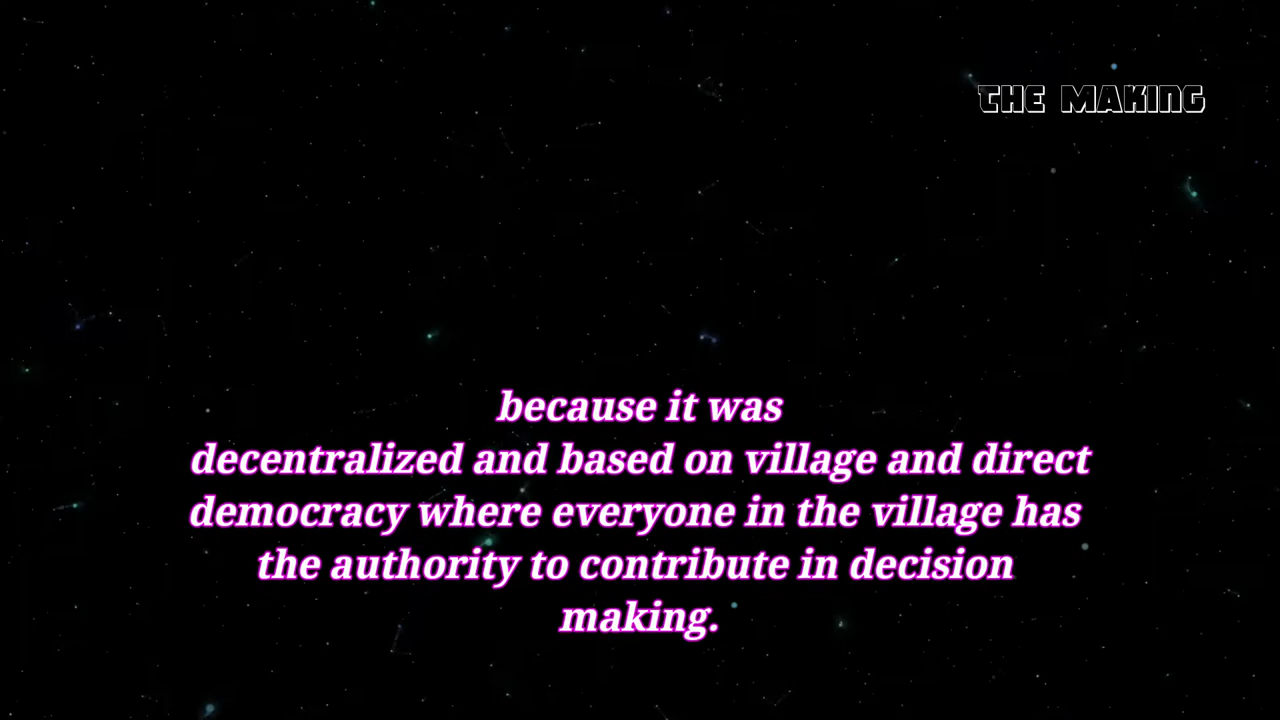 THE MAKING
because it was
decentralized and based on village and direct
democracy where everyone in the village has
the authority to contribute in decision
making.